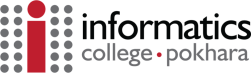 informatics
college • pokhara